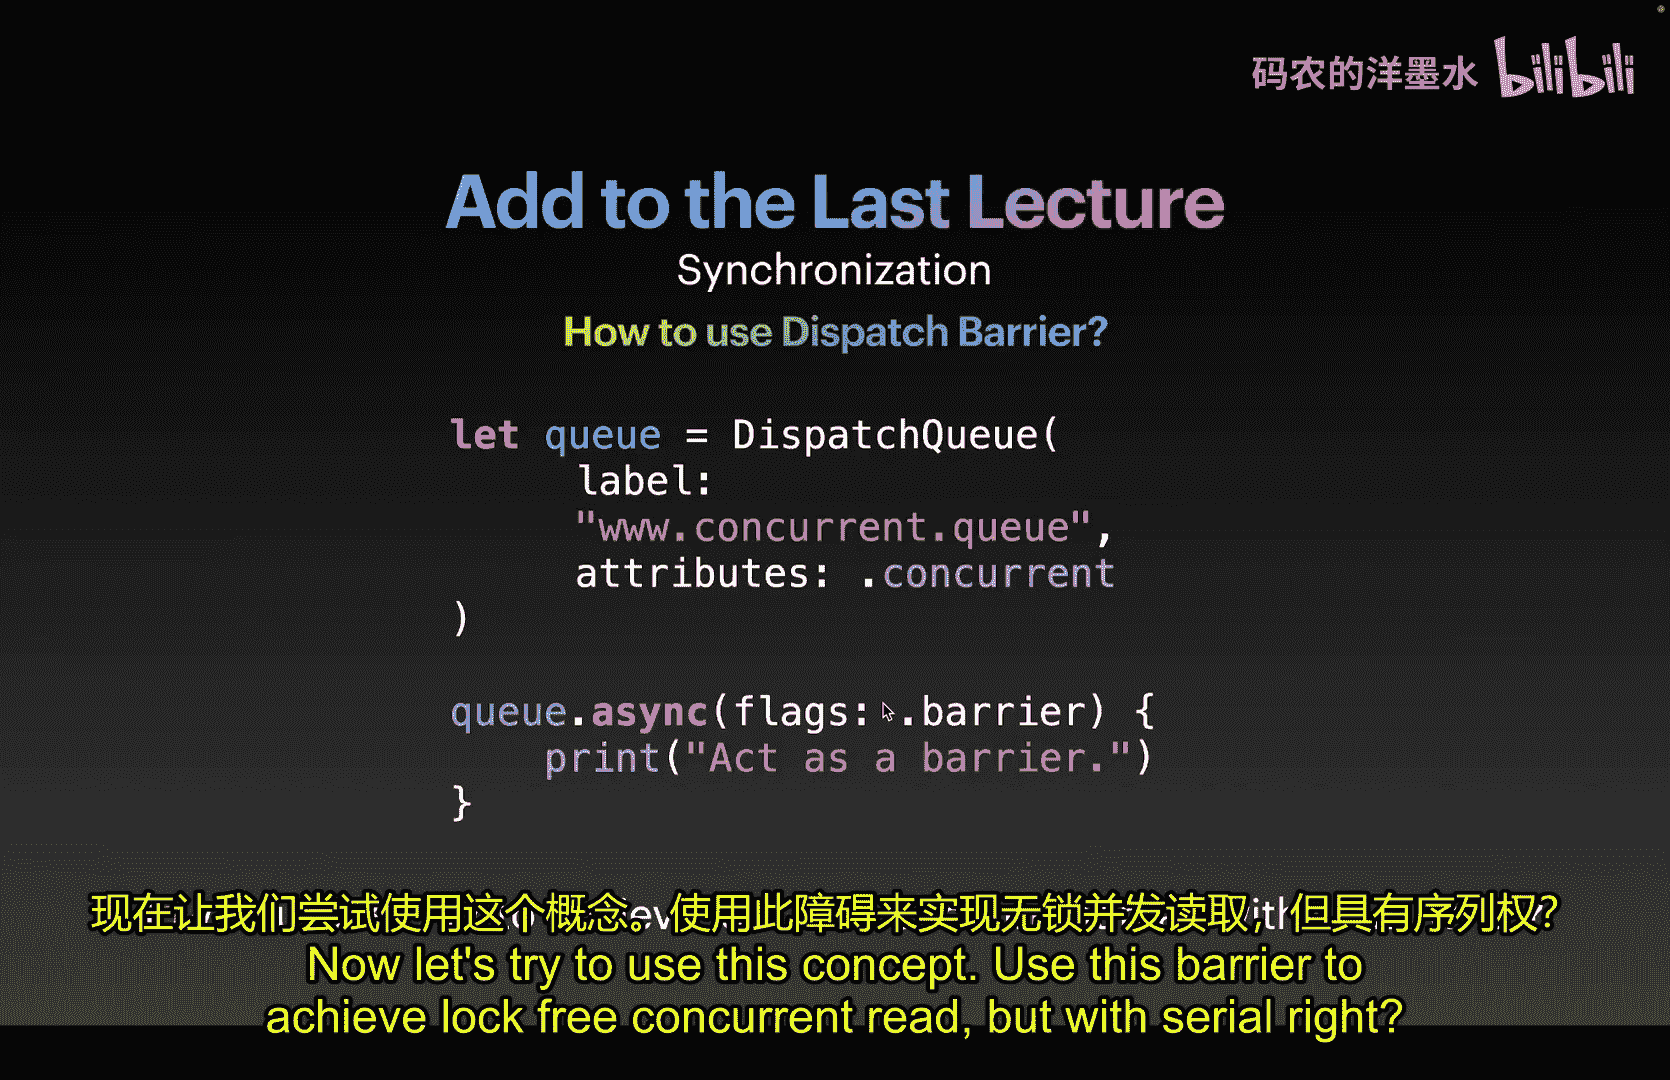 码农的洋墨水 bilibili
Add to the Last Lecture
Synchronization
How to use Dispatch Barrier?
let queue = DispatchQueue(
label:
"www.concurrent.queue",
attributes: .concurrent
)
queue.async(flags: .barrier) {
print("Act as a barrier.")
}
现在让我们尝试使用这个概念。使用此障碍来实现无锁并发读取，但具有序列权？
Now let's try to use this concept. Use this barrier to
achieve lock free concurrent read, but with serial right?